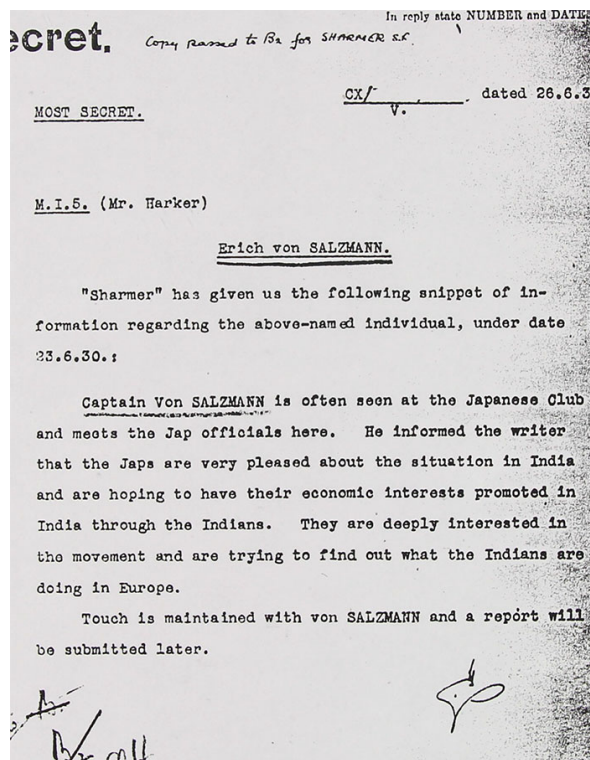 In reply state NUMBER and DATE
ecret.
Copy passed to B2 for SHARMER S.F.
CX/ dated 26.6.3
V.
MOST SECRET.
M.I.5. (Mr. Harker)
Erich von SALZMANN.
"Sharmer" has given us the following snippet of in-
formation regarding the above-named individual, under date
23.6.30.:
Captain Von SALZMANN is often seen at the Japanese Club
and meets the Jap officials here. He informed the writer
that the Japs are very pleased about the situation in India
and are hoping to have their economic interests promoted in
India through the Indians. They are deeply interested in
the movement and are trying to find out what the Indians are
doing in Europe.
Touch is maintained with von SALZMANN and a report will
be submitted later.